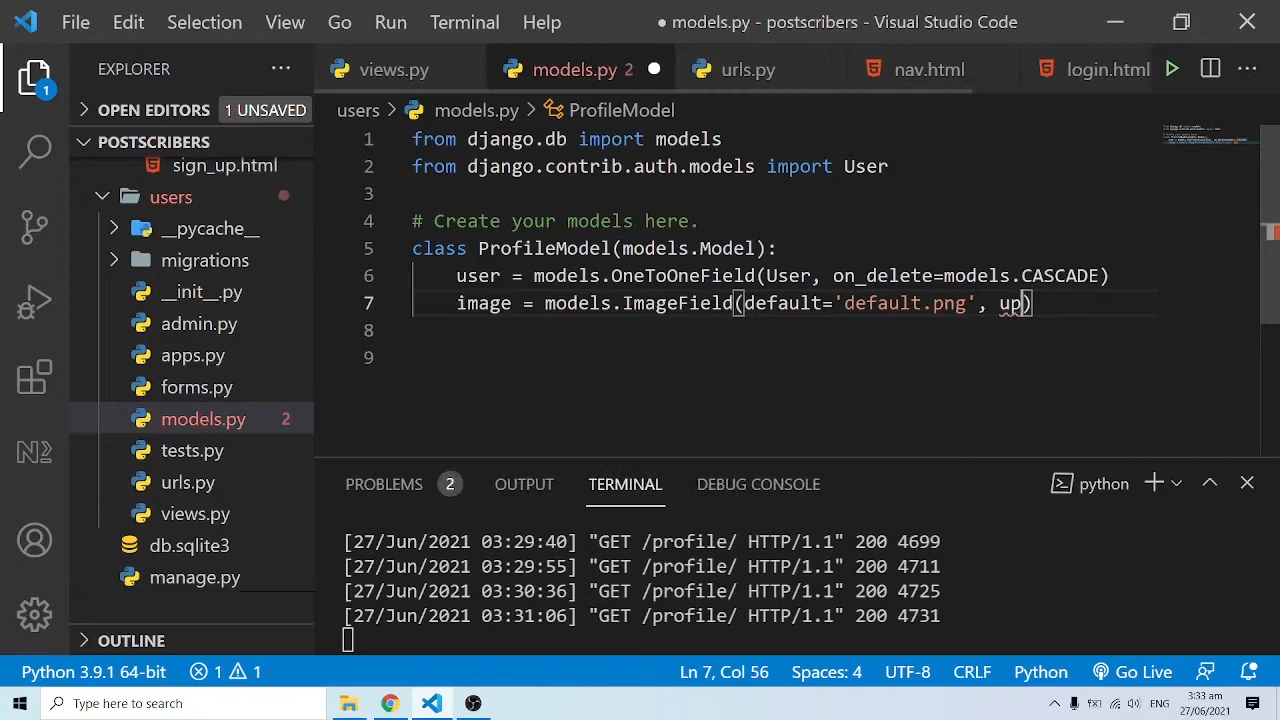 File Edit Selection View Go Run Terminal Help ● models.py - postscribers - Visual Studio Code
EXPLORER ···
views.py models.py 2 urls.py nav.html login.html ···
1
OPEN EDITORS 1 UNSAVED
users > models.py > ProfileModel
POSTSCRIBERS
sign_up.html
users
__pycache__
migrations
__init__.py
admin.py
apps.py
forms.py
models.py 2
tests.py
urls.py
views.py
db.sqlite3
manage.py
OUTLINE
1 from django.db import models
2 from django.contrib.auth.models import User
3
4 # Create your models here.
5 class ProfileModel(models.Model):
6 user = models.OneToOneField(User, on_delete=models.CASCADE)
7 image = models.ImageField(default='default.png', up)
8
9
PROBLEMS 2 OUTPUT TERMINAL DEBUG CONSOLE python
[27/Jun/2021 03:29:40] "GET /profile/ HTTP/1.1" 200 4699
[27/Jun/2021 03:29:55] "GET /profile/ HTTP/1.1" 200 4711
[27/Jun/2021 03:30:36] "GET /profile/ HTTP/1.1" 200 4725
[27/Jun/2021 03:31:06] "GET /profile/ HTTP/1.1" 200 4731
Python 3.9.1 64-bit 1 1 Ln 7, Col 56 Spaces: 4 UTF-8 CRLF Python Go Live
Type here to search ENG 3:33 am
27/06/2021